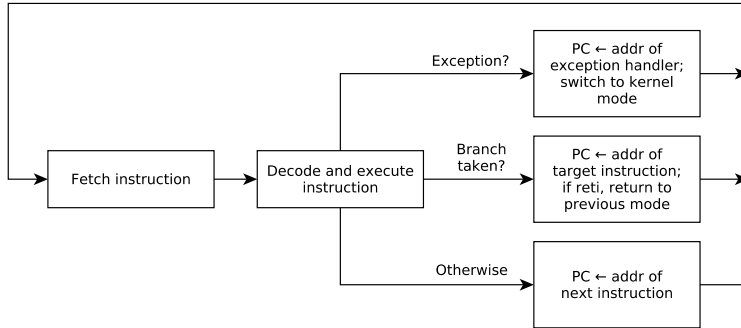 Fetch instruction
Decode and execute
instruction
Exception?
PC ← addr of
exception handler;
switch to kernel
mode
Branch
taken?
PC ← addr of
target instruction;
if reti, return to
previous mode
Otherwise
PC ← addr of
next instruction